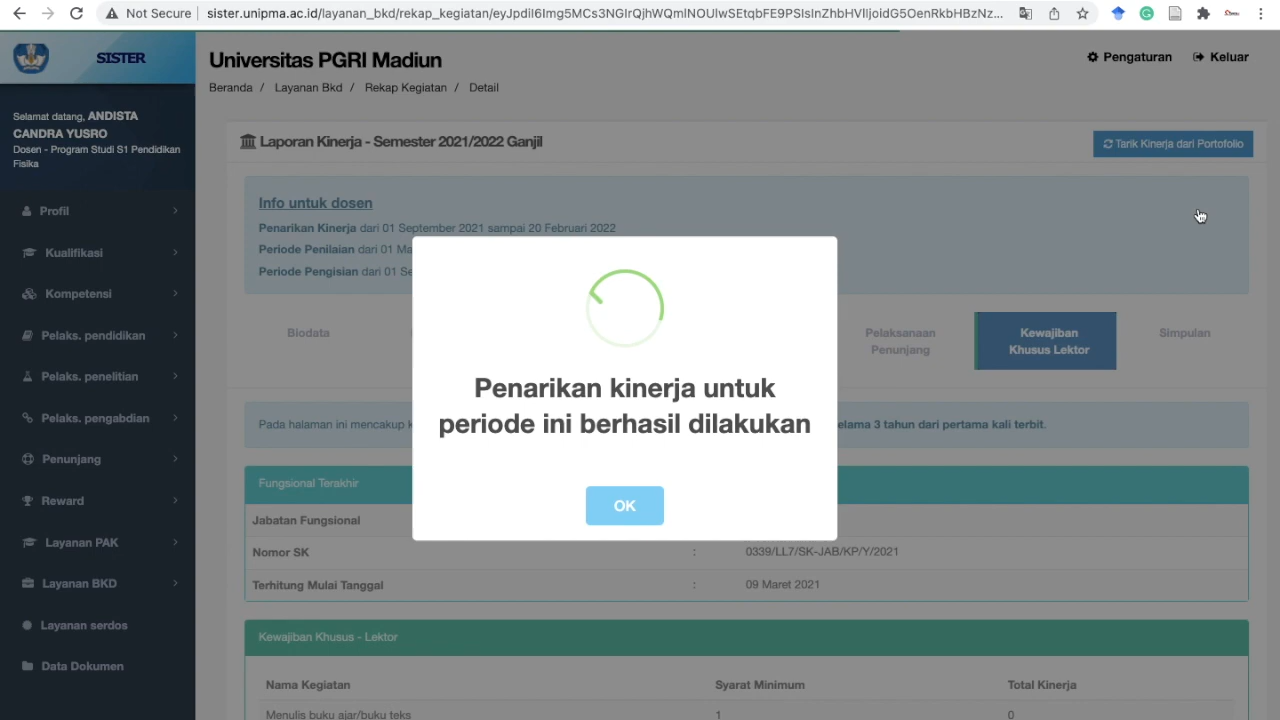 Not Secure
sister.unipma.ac.id/layanan_bkd/rekap_kegiatan/
SISTER
Universitas PGRI Madiun
Pengaturan
Keluar
Beranda / Layanan Bkd / Rekap Kegiatan / Detail
Selamat datang, ANDISTA
CANDRA YUSRO
Dosen - Program Studi S1 Pendidikan
Fisika
Laporan Kinerja - Semester 2021/2022 Ganjil
Tarik Kinerja dari Portofolio
Info untuk dosen
Penarikan Kinerja dari 01 September 2021 sampai 20 Februari 2022
Periode Penilaian dari 01 Ma
Periode Pengisian dari 01 Se
Profil
Kualifikasi
Kompetensi
Pelaks. pendidikan
Pelaks. penelitian
Pelaks. pengabdian
Penunjang
Reward
Layanan PAK
Layanan BKD
Layanan serdos
Data Dokumen
Biodata
Pelaksanaan
Penunjang
Kewajiban
Khusus Lektor
Simpulan
Penarikan kinerja untuk
periode ini berhasil dilakukan
OK
Pada halaman ini mencakup
elama 3 tahun dari pertama kali terbit.
Fungsional Terakhir
Jabatan Fungsional
Nomor SK : 0339/LL7/SK-JAB/KP/Y/2021
Terhitung Mulai Tanggal : 09 Maret 2021
Kewajiban Khusus - Lektor
Nama Kegiatan Syarat Minimum Total Kinerja
Menulis buku ajar/buku teks 1 0